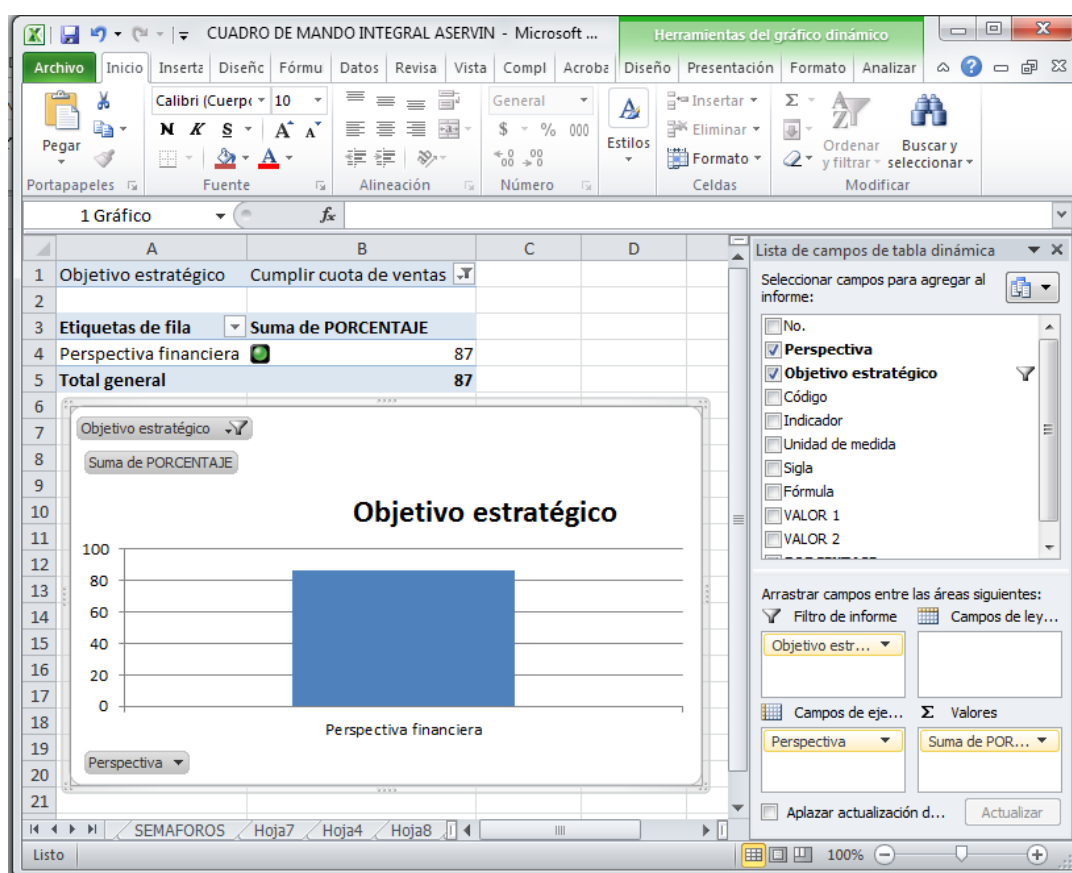 CUADRO DE MANDO INTEGRAL ASERVIN - Microsoft ... Herramientas del gráfico dinámico
Archivo Inicio Inserta Diseñc Fórmu Datos Revisa Vista Compl Acroba Diseño Presentación Formato Analizar
Calibri (Cuerpc 10 General Insertar
N K S A A $ % 000 Eliminar
Pegar Estilos Formato Ordenar y filtrar Buscar y seleccionar
Portapapeles Fuente Alineación Número Celdas Modificar
1 Gráfico fx
A B C D
1 Objetivo estratégico Cumplir cuota de ventas
2
3 Etiquetas de fila Suma de PORCENTAJE
4 Perspectiva financiera 87
5 Total general 87
6
7
8
9
10
11
12
13
14
15
16
17
18
19
20
21
Objetivo estratégico
Suma de PORCENTAJE
Objetivo estratégico
100
80
60
40
20
0
Perspectiva financiera
Perspectiva
Lista de campos de tabla dinámica
Seleccionar campos para agregar al
informe:
No.
Perspectiva
Objetivo estratégico
Código
Indicador
Unidad de medida
Sigla
Fórmula
VALOR 1
VALOR 2
Arrastrar campos entre las áreas siguientes:
Filtro de informe Campos de ley...
Objetivo estr...
Campos de eje... Σ Valores
Perspectiva Suma de POR...
Aplazar actualización d... Actualizar
SEMAFOROS Hoja7 Hoja4 Hoja8
Listo 100%